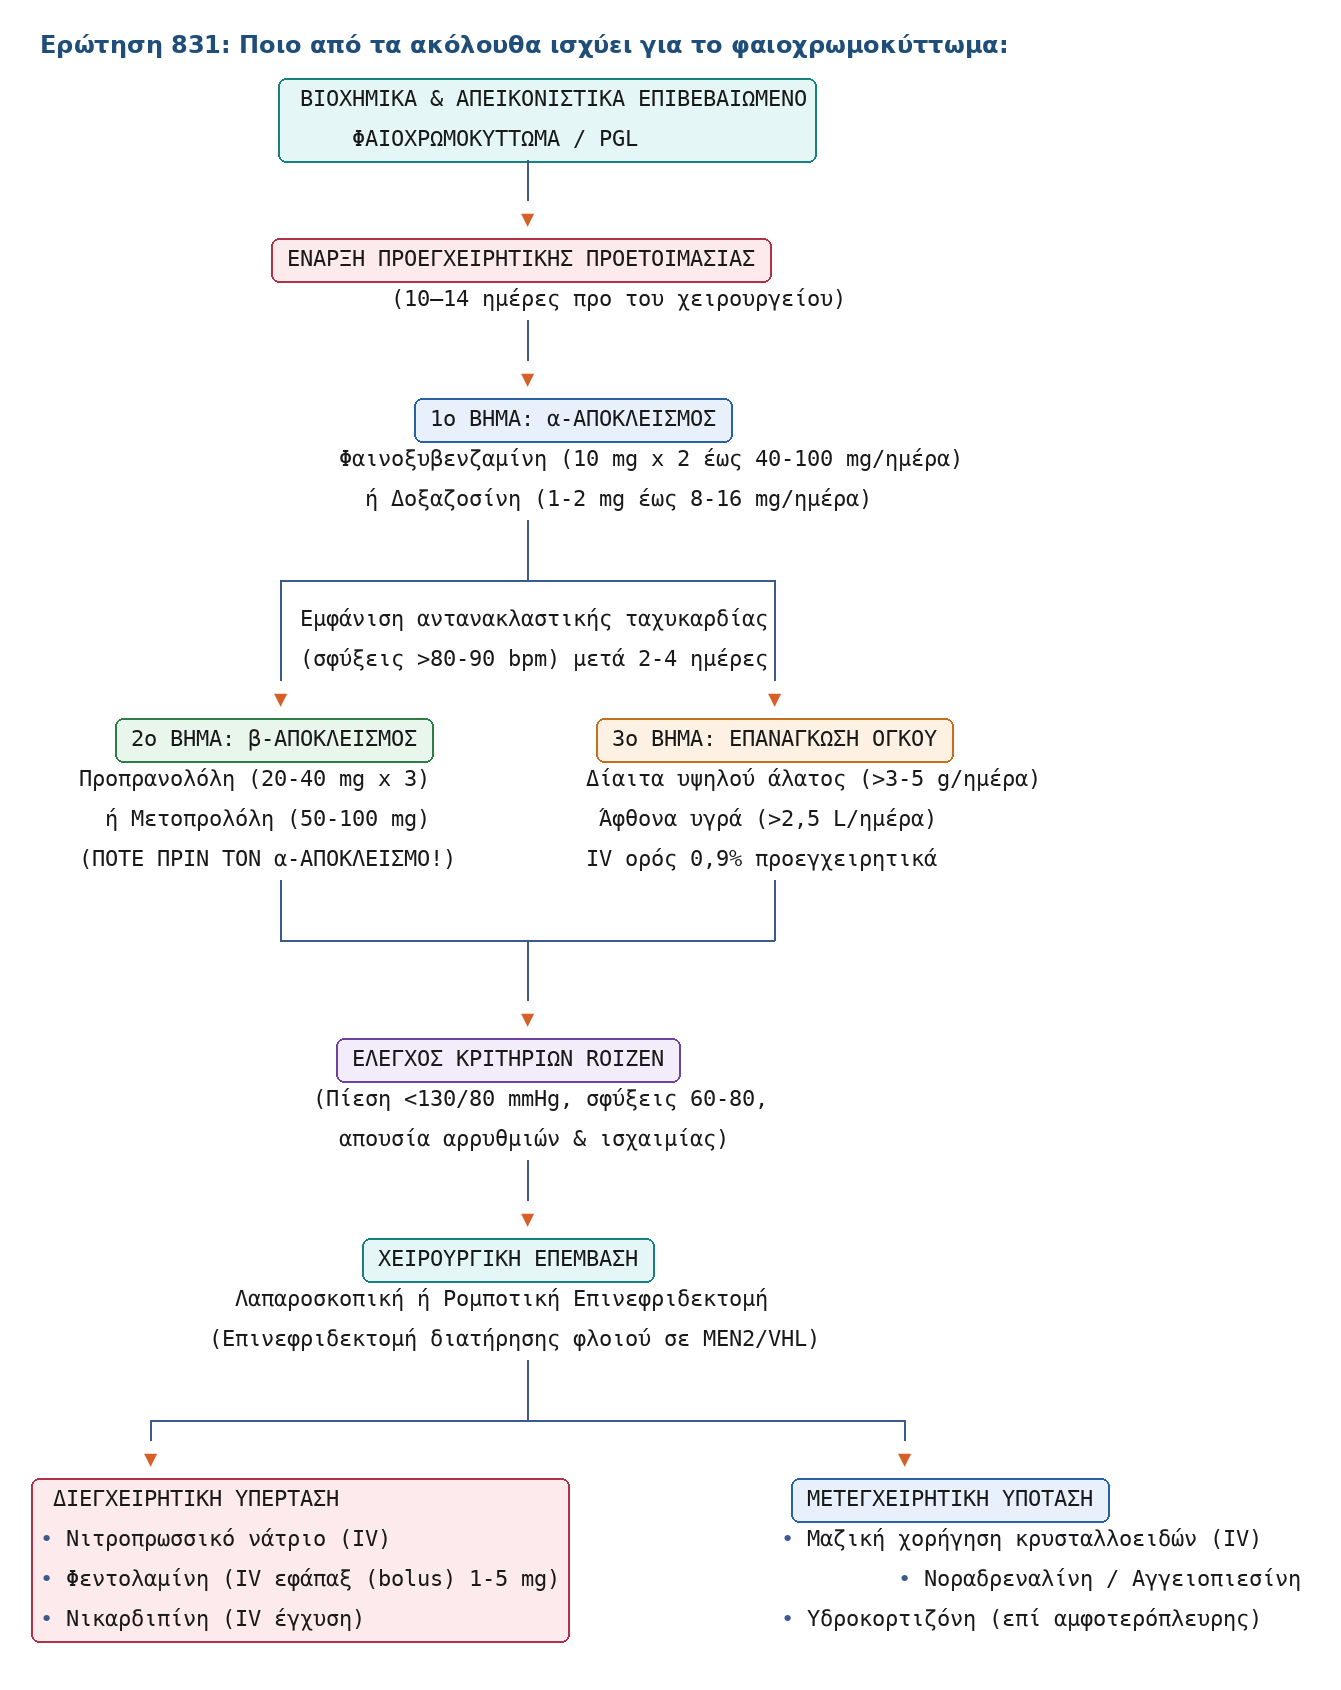 Ερώτηση 831: Ποιο από τα ακόλουθα ισχύει για το φαιοχρωμοκύττωμα:
ΒΙΟΧΗΜΙΚΑ & ΑΠΕΙΚΟΝΙΣΤΙΚΑ ΕΠΙΒΕΒΑΙΩΜΕΝΟ
ΦΑΙΟΧΡΩΜΟΚΥΤΤΩΜΑ / PGL
ΕΝΑΡΞΗ ΠΡΟΕΓΧΕΙΡΗΤΙΚΗΣ ΠΡΟΕΤΟΙΜΑΣΙΑΣ
(10–14 ημέρες προ του χειρουργείου)
1ο ΒΗΜΑ: α-ΑΠΟΚΛΕΙΣΜΟΣ
Φαινοξυβενζαμίνη (10 mg x 2 έως 40-100 mg/ημέρα)
ή Δοξαζοσίνη (1-2 mg έως 8-16 mg/ημέρα)
Εμφάνιση αντανακλαστικής ταχυκαρδίας
(σφύξεις >80-90 bpm) μετά 2-4 ημέρες
2ο ΒΗΜΑ: β-ΑΠΟΚΛΕΙΣΜΟΣ
Προπρανολόλη (20-40 mg x 3)
ή Μετοπρολόλη (50-100 mg)
(ΠΟΤΕ ΠΡΙΝ ΤΟΝ α-ΑΠΟΚΛΕΙΣΜΟ!)
3ο ΒΗΜΑ: ΕΠΑΝΑΓΚΩΣΗ ΟΓΚΟΥ
Δίαιτα υψηλού άλατος (>3-5 g/ημέρα)
Άφθονα υγρά (>2,5 L/ημέρα)
IV ορός 0,9% προεγχειρητικά
ΕΛΕΓΧΟΣ ΚΡΙΤΗΡΙΩΝ ROIZEN
(Πίεση <130/80 mmHg, σφύξεις 60-80,
απουσία αρρυθμιών & ισχαιμίας)
ΧΕΙΡΟΥΡΓΙΚΗ ΕΠΕΜΒΑΣΗ
Λαπαροσκοπική ή Ρομποτική Επινεφριδεκτομή
(Επινεφριδεκτομή διατήρησης φλοιού σε MEN2/VHL)
ΔΙΕΓΧΕΙΡΗΤΙΚΗ ΥΠΕΡΤΑΣΗ
• Νιτροπρωσσικό νάτριο (IV)
• Φεντολαμίνη (IV εφάπαξ (bolus) 1-5 mg)
• Νικαρδιπίνη (IV έγχυση)
ΜΕΤΕΓΧΕΙΡΗΤΙΚΗ ΥΠΟΤΑΣΗ
• Μαζική χορήγηση κρυσταλλοειδών (IV)
• Νοραδρεναλίνη / Αγγειοπιεσίνη
• Υδροκορτιζόνη (επί αμφοτερόπλευρης)